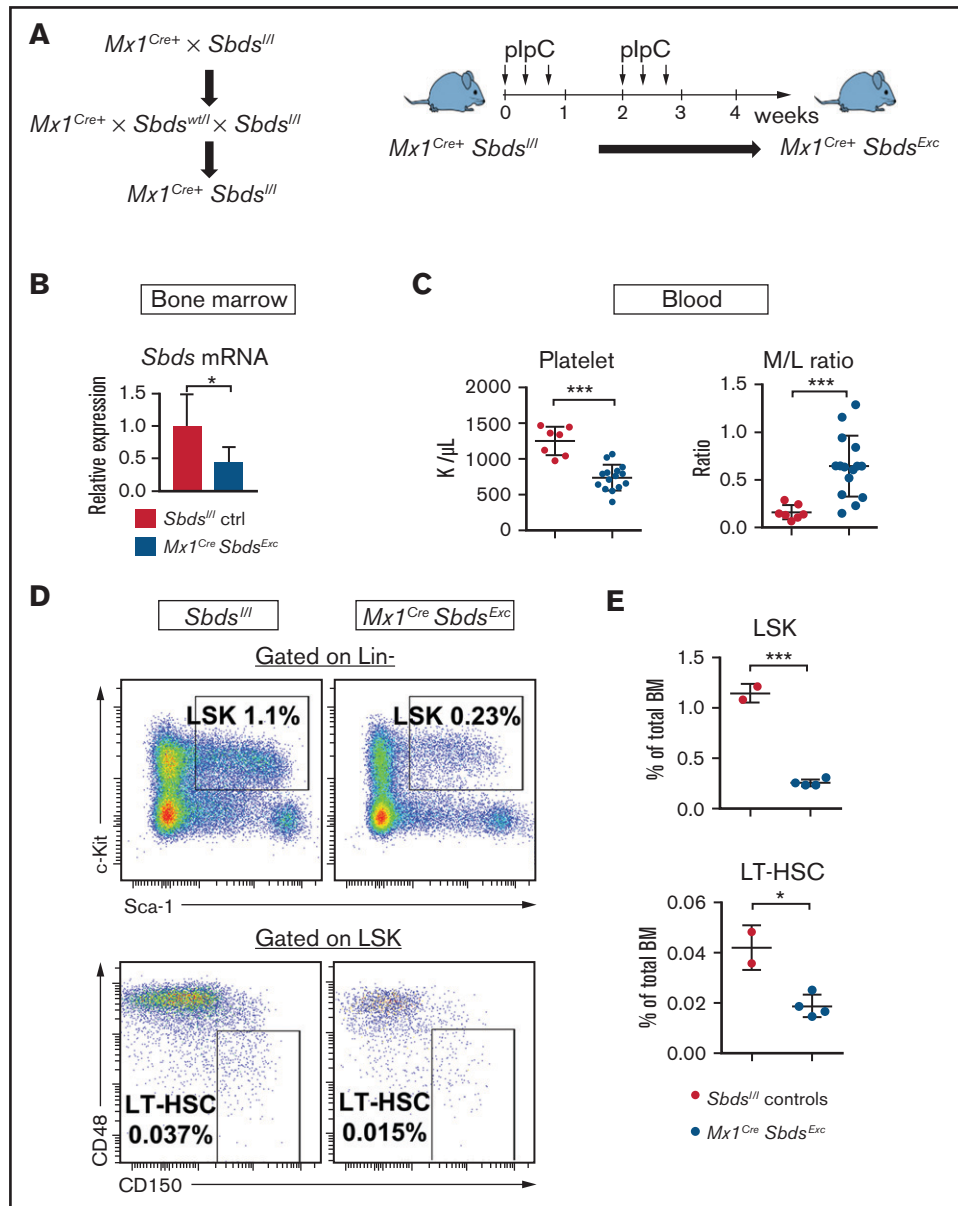 A
Mx1Cre+ × Sbdsl/l
Mx1Cre+ × Sbdswt/l × Sbdsl/l
Mx1Cre+ Sbdsl/l
pIpC pIpC
0 1 2 3 4 weeks
Mx1Cre+ Sbdsl/l Mx1Cre+ SbdsExc
B
Bone marrow
Sbds mRNA
*
Relative expression
1.5
1.0
0.5
0.0
Sbdsl/l ctrl
Mx1Cre SbdsExc
C
Blood
Platelet
***
K /µL
2000
1500
1000
500
0
M/L ratio
***
Ratio
1.5
1.0
0.5
0.0
D
Sbdsl/l Mx1Cre SbdsExc
Gated on Lin-
LSK 1.1% LSK 0.23%
c-Kit
Sca-1
Gated on LSK
LT-HSC
0.037%
LT-HSC
0.015%
CD48
CD150
E
LSK
***
% of total BM
1.5
1.0
0.5
0.0
LT-HSC
*
% of total BM
0.06
0.04
0.02
0.00
Sbdsl/l controls
Mx1Cre SbdsExc